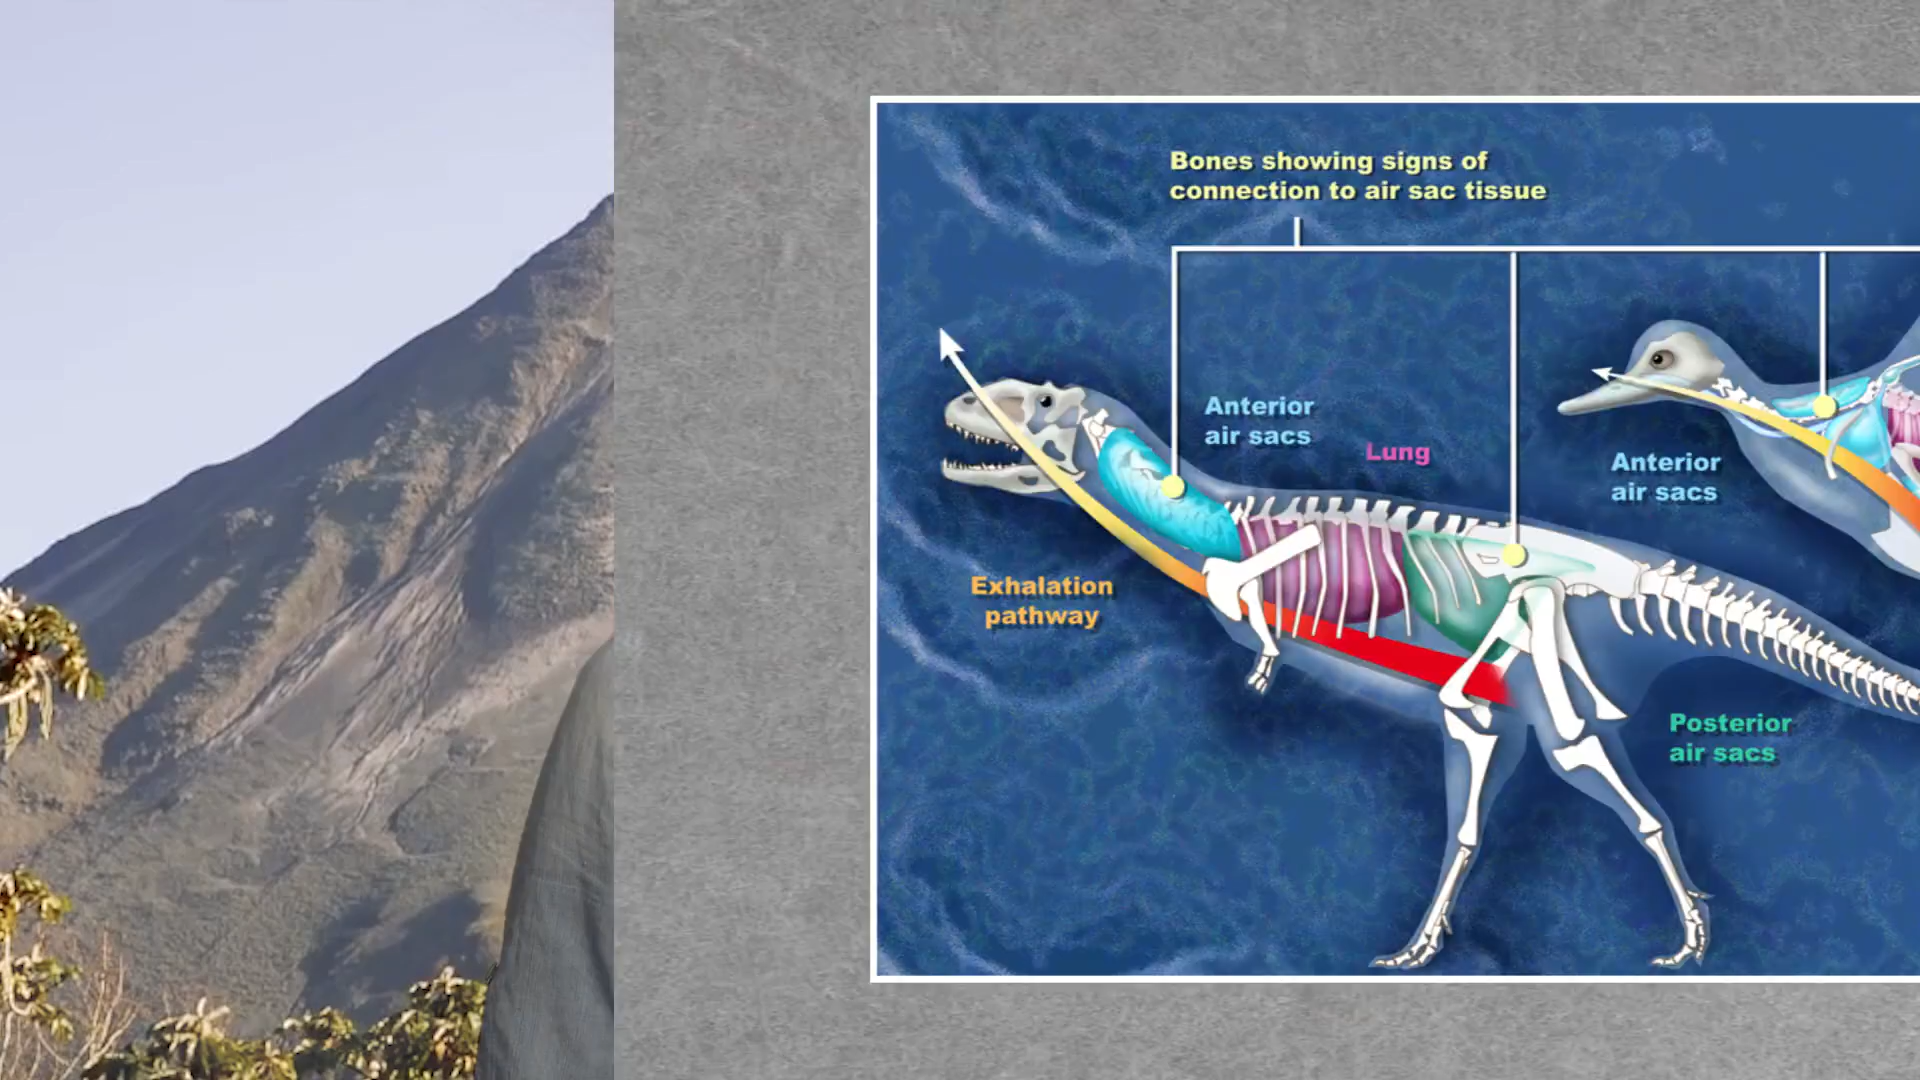 Bones showing signs of
connection to air sac tissue
Anterior
air sacs
Lung
Anterior
air sacs
Exhalation
pathway
Posterior
air sacs